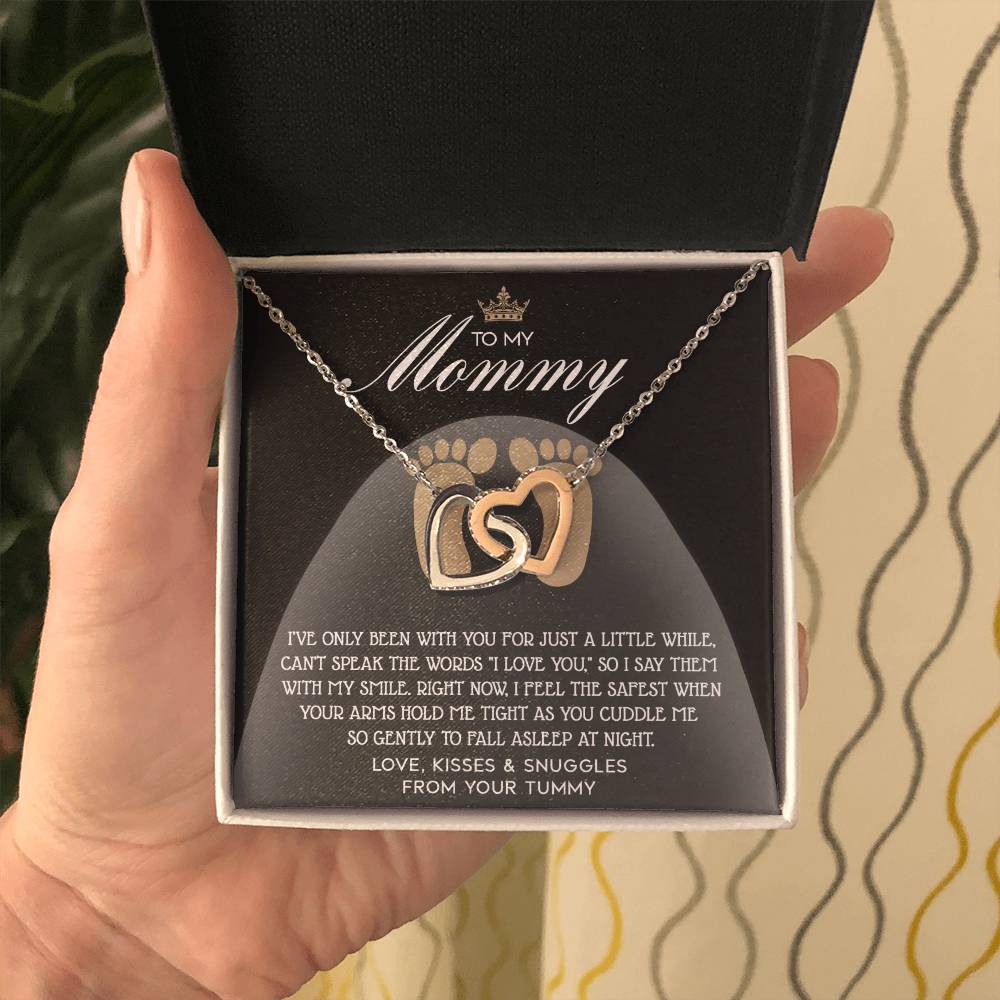 TO MY
Mommy
I'VE ONLY BEEN WITH YOU FOR JUST A LITTLE WHILE,
CAN'T SPEAK THE WORDS "I LOVE YOU," SO I SAY THEM
WITH MY SMILE. RIGHT NOW, I FEEL THE SAFEST WHEN
YOUR ARMS HOLD ME TIGHT AS YOU CUDDLE ME
SO GENTLY TO FALL ASLEEP AT NIGHT.
LOVE, KISSES & SNUGGLES
FROM YOUR TUMMY